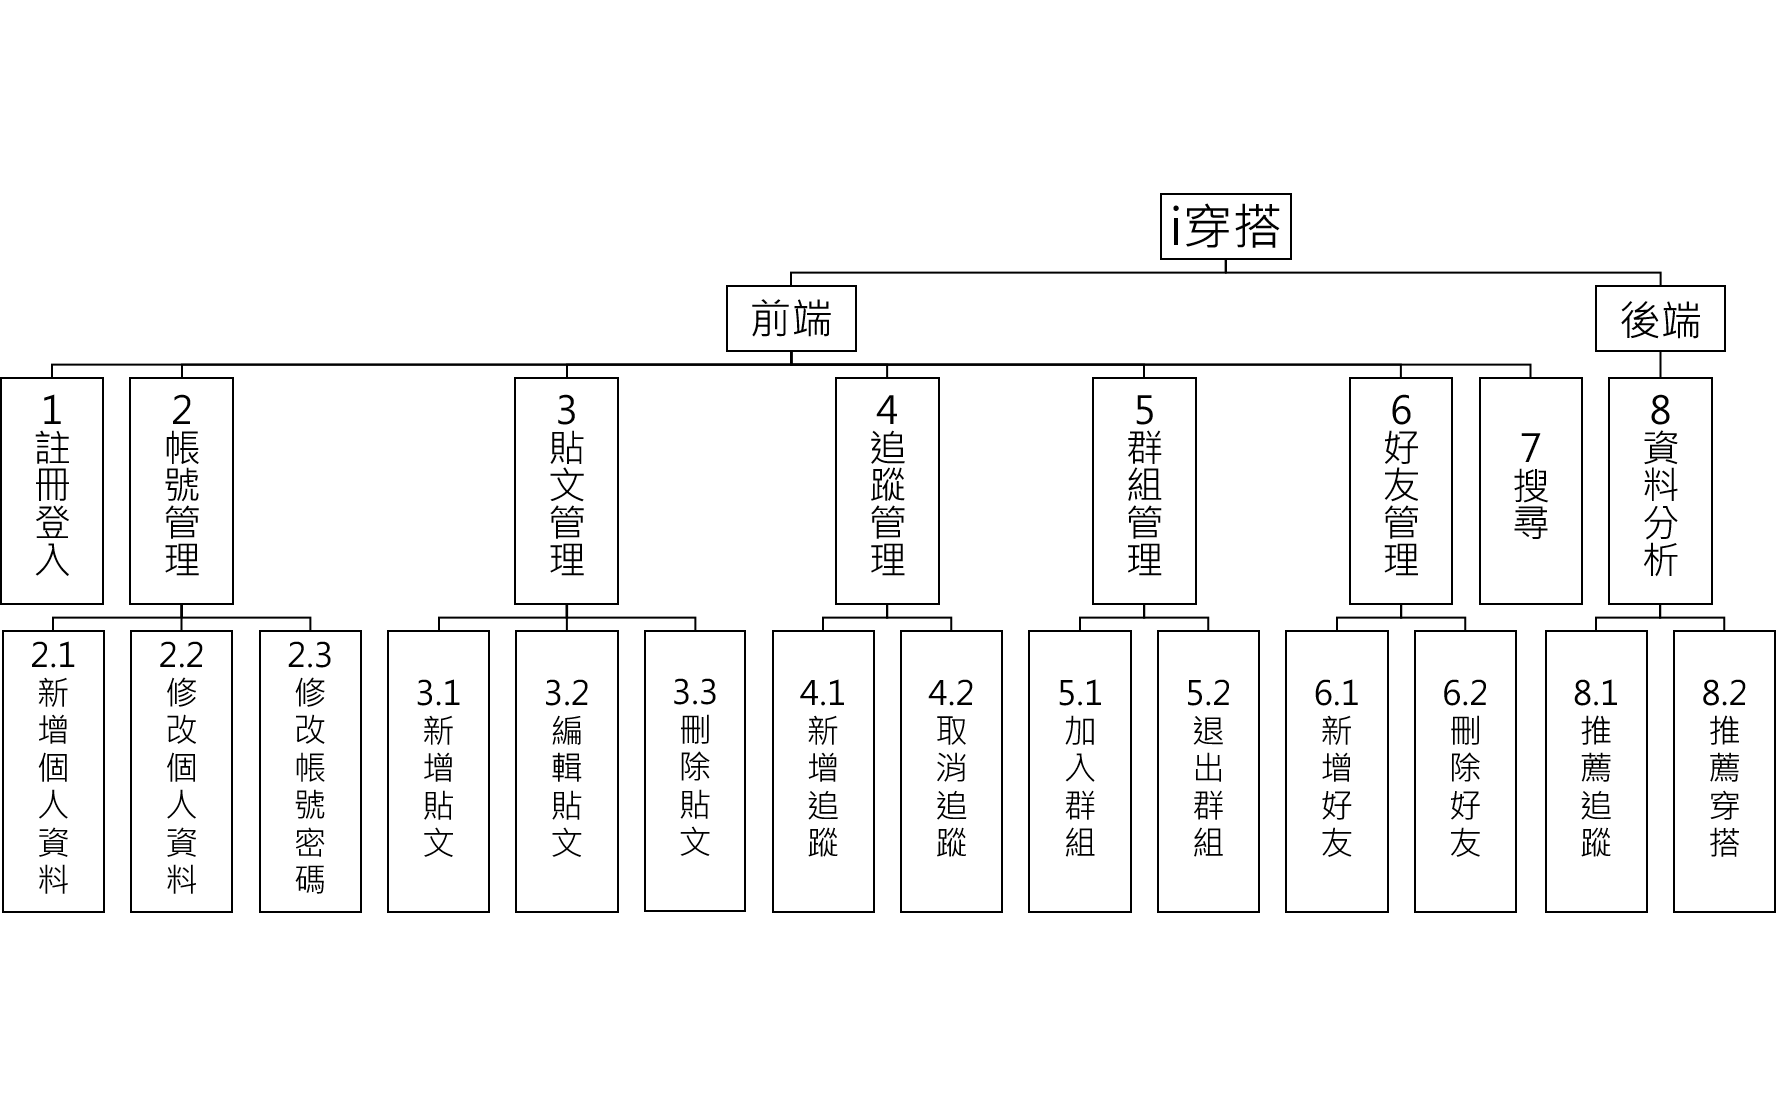 i穿搭
前端
後端
1
註冊登入
2
帳號管理
3
貼文管理
4
追蹤管理
5
群組管理
6
好友管理
7
搜尋
8
資料分析
2.1
新增個人資料
2.2
修改個人資料
2.3
修改帳號密碼
3.1
新增貼文
3.2
編輯貼文
3.3
刪除貼文
4.1
新增追蹤
4.2
取消追蹤
5.1
加入群組
5.2
退出群組
6.1
新增好友
6.2
刪除好友
8.1
推薦追蹤
8.2
推薦穿搭